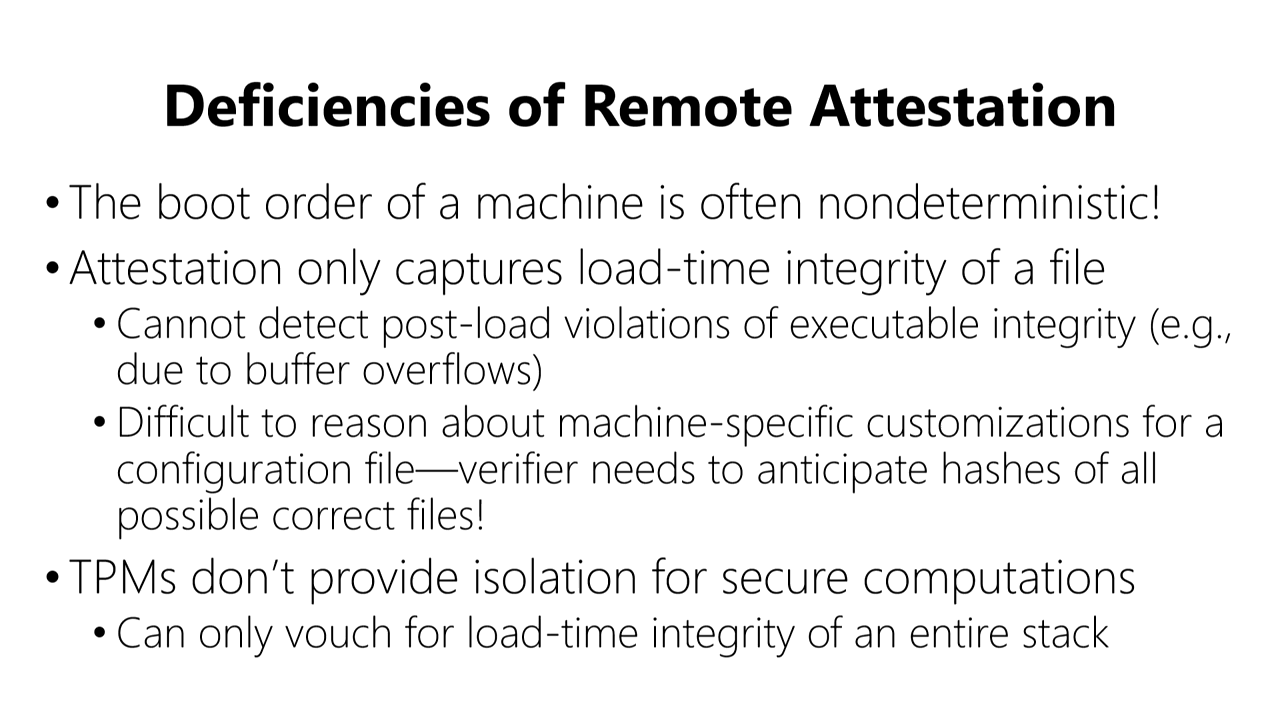 Deficiencies of Remote Attestation
• The boot order of a machine is often nondeterministic!
• Attestation only captures load-time integrity of a file
• Cannot detect post-load violations of executable integrity (e.g.,
due to buffer overflows)
• Difficult to reason about machine-specific customizations for a
configuration file—verifier needs to anticipate hashes of all
possible correct files!
• TPMs don’t provide isolation for secure computations
• Can only vouch for load-time integrity of an entire stack